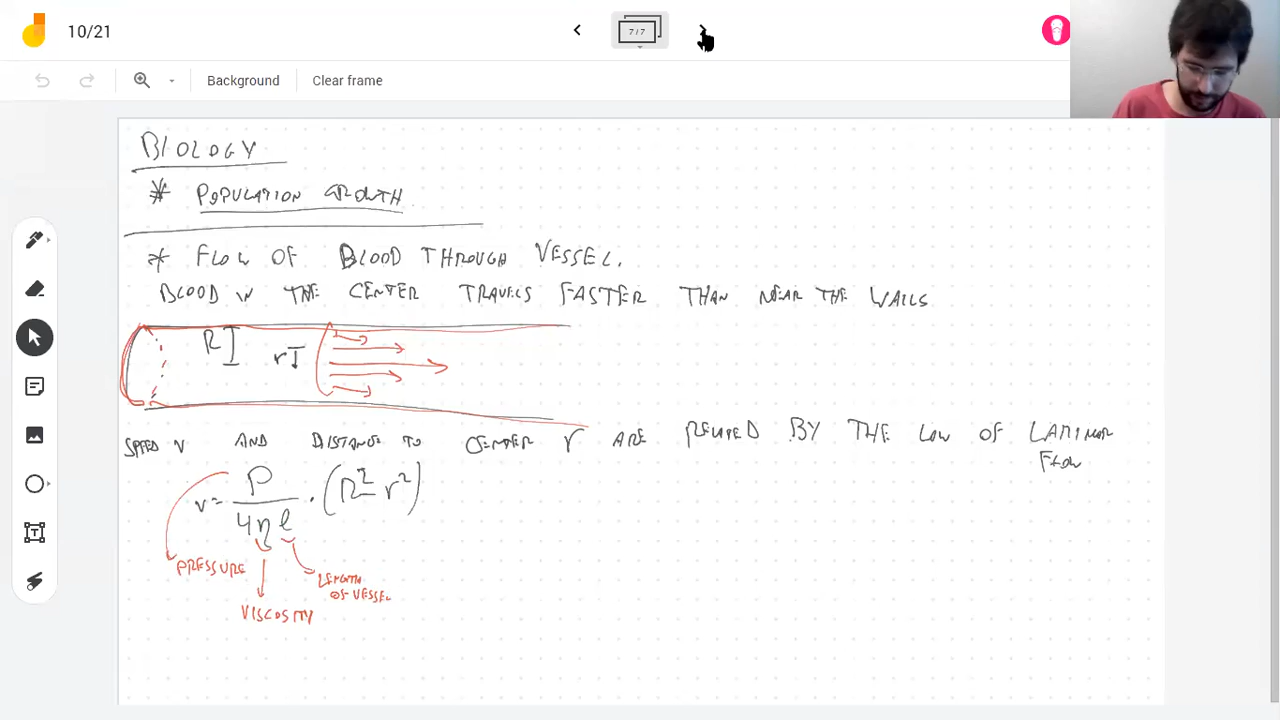 10/21
7/7
Background
Clear frame
BIOLOGY
* POPULATION GROWTH
* FLOW OF BLOOD THROUGH VESSEL.
BLOOD IN THE CENTER TRAVELS FASTER THAN NEAR THE WALLS
R r
SPEED V AND DISTANCE TO CENTER r ARE RELATED BY THE LAW OF LAMINAR
FLOW
v = P / 4ηl · (R² - r²)
PRESSURE
LENGTH
OF VESSEL
VISCOSITY